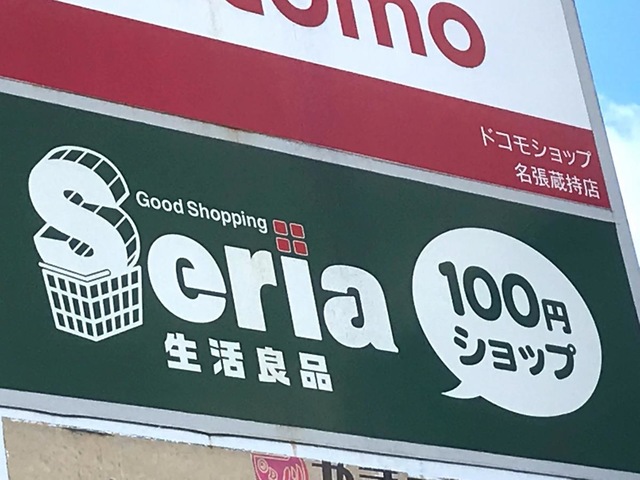 ドコモショップ
名張蔵持店
Good Shopping
Seria
生活良品
100円
ショップ